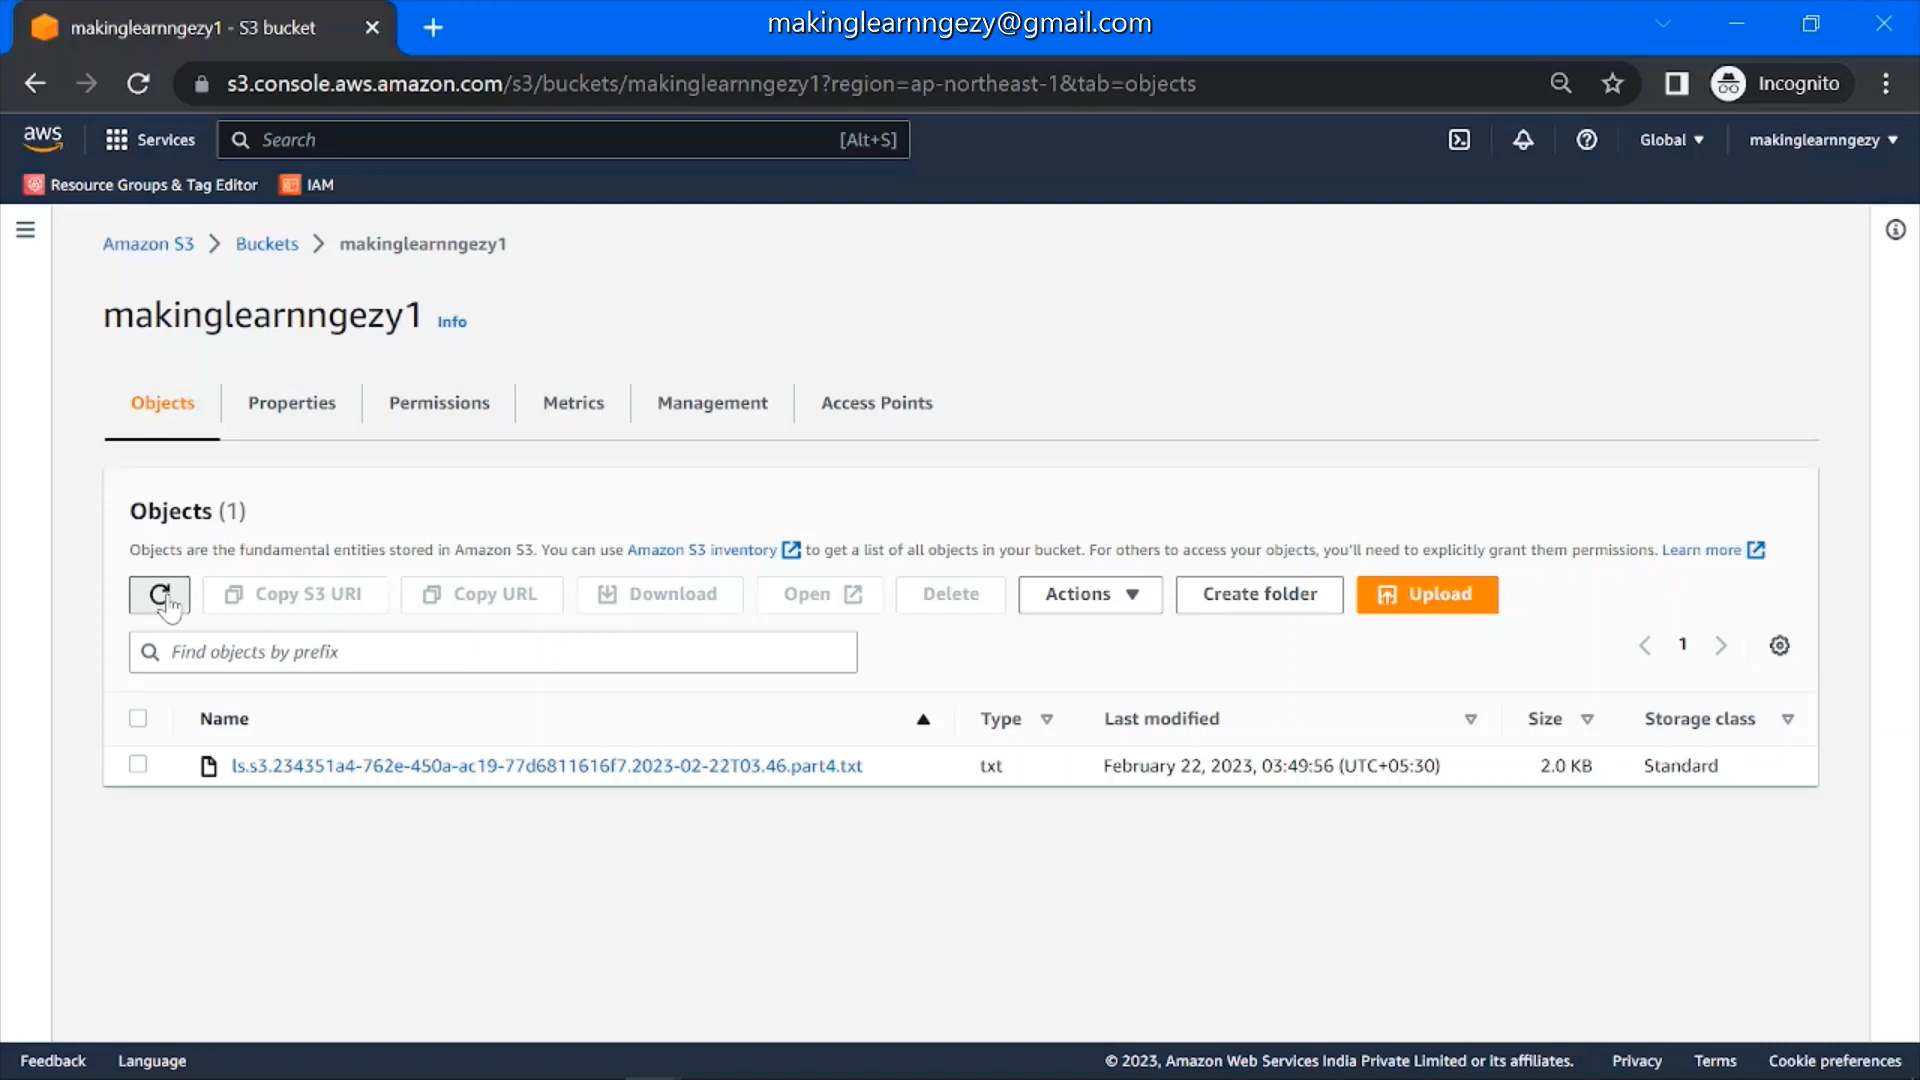 makinglearnngezy1 - S3 bucket
makinglearnngezy@gmail.com
s3.console.aws.amazon.com/s3/buckets/makinglearnngezy1?region=ap-northeast-1&tab=objects
Incognito
aws
Services
Search
[Alt+S]
Global
makinglearnngezy
Resource Groups & Tag Editor
IAM
Amazon S3 > Buckets > makinglearnngezy1
makinglearnngezy1 Info
Objects
Properties
Permissions
Metrics
Management
Access Points
Objects (1)
Objects are the fundamental entities stored in Amazon S3. You can use Amazon S3 inventory to get a list of all objects in your bucket. For others to access your objects, you'll need to explicitly grant them permissions. Learn more
Copy S3 URI
Copy URL
Download
Open
Delete
Actions
Create folder
Upload
Find objects by prefix
1
Name
Type
Last modified
Size
Storage class
ls.s3.234351a4-762e-450a-ac19-77d6811616f7.2023-02-22T03.46.part4.txt
txt
February 22, 2023, 03:49:56 (UTC+05:30)
2.0 KB
Standard
Feedback
Language
© 2023, Amazon Web Services India Private Limited or its affiliates.
Privacy
Terms
Cookie preferences